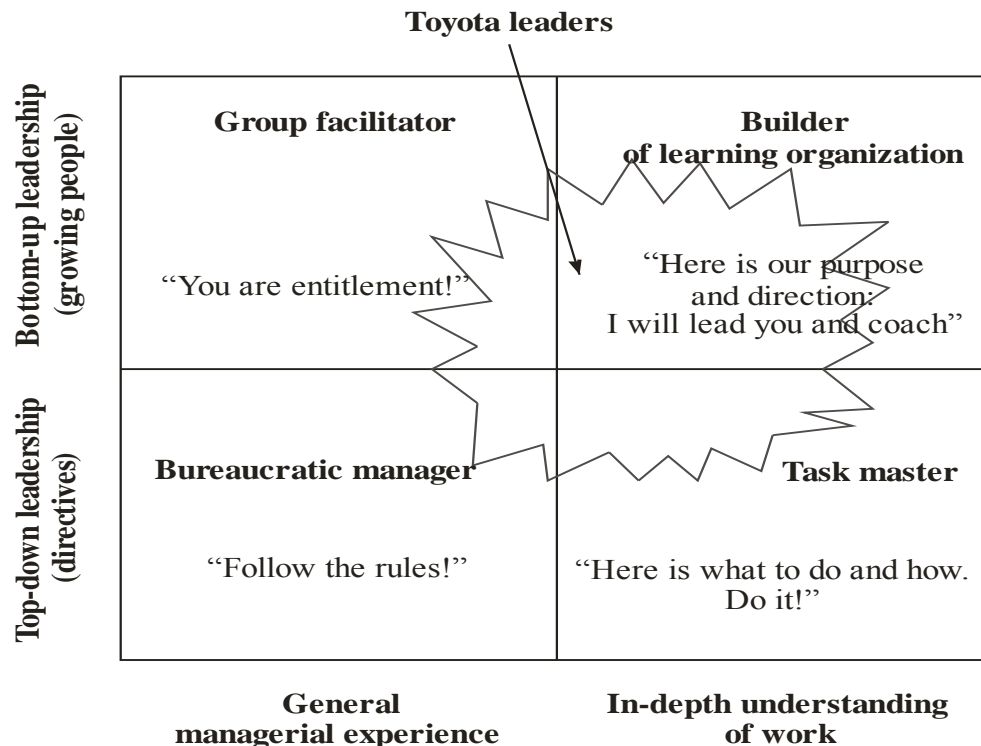 Toyota leaders
Bottom-up leadership
(growing people)
Group facilitator
Builder
of learning organization
“You are entitlement!”
“Here is our purpose
and direction:
I will lead you and coach”
Top-down leadership
(directives)
Bureaucratic manager
Task master
“Follow the rules!”
“Here is what to do and how.
Do it!”
General
managerial experience
In-depth understanding
of work